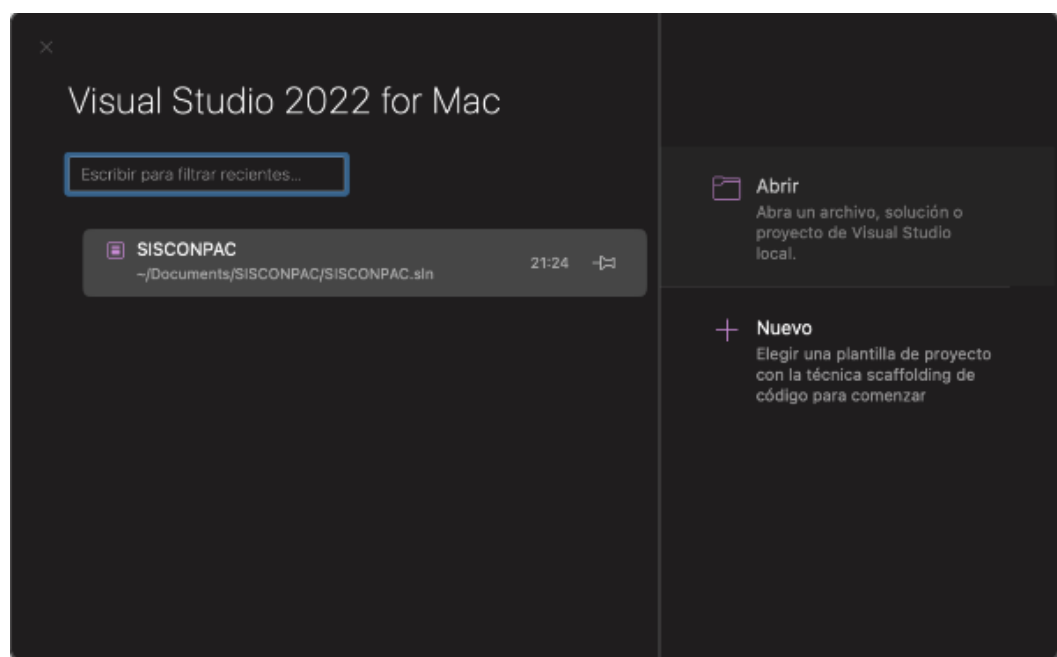 Visual Studio 2022 for Mac
Escribir para filtrar recientes...
SISCONPAC
~/Documents/SISCONPAC/SISCONPAC.sln
21:24
Abrir
Abra un archivo, solución o
proyecto de Visual Studio
local.
Nuevo
Elegir una plantilla de proyecto
con la técnica scaffolding de
código para comenzar